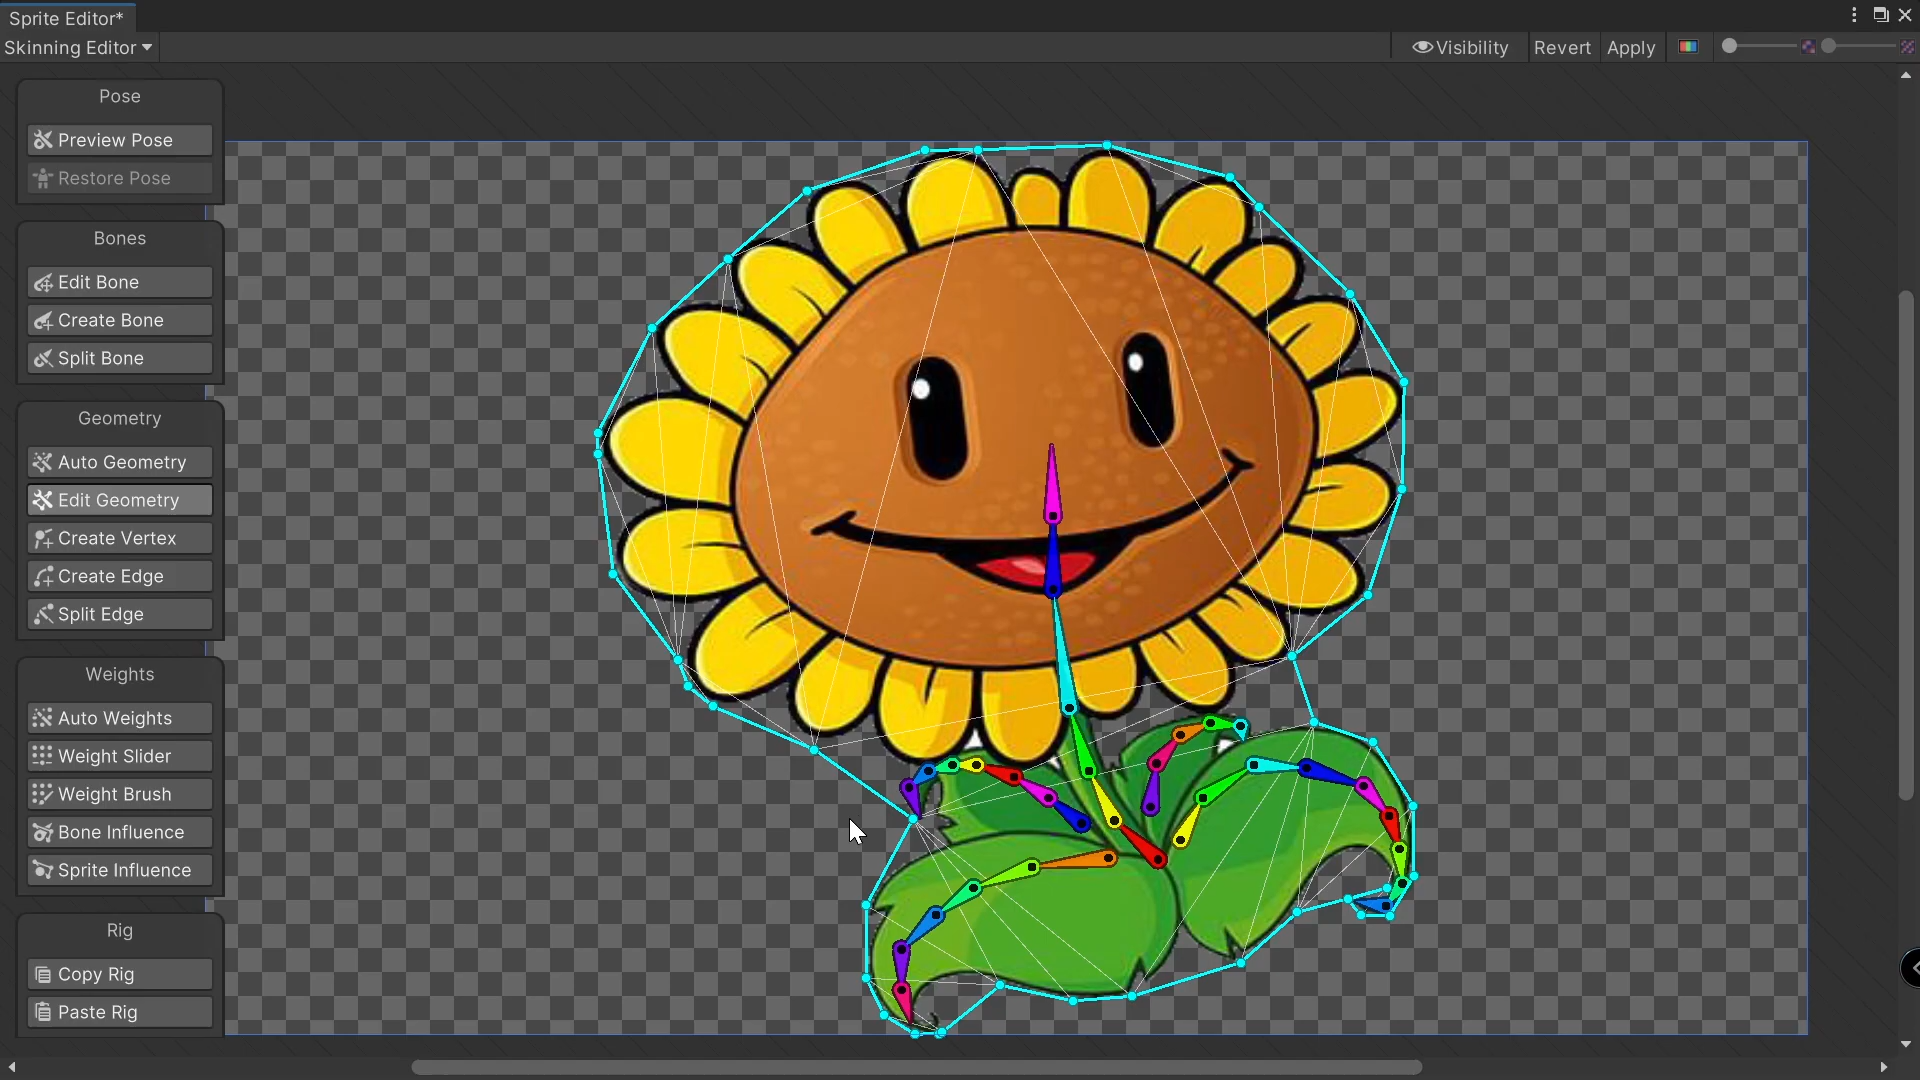 Sprite Editor*
Skinning Editor
Visibility
Revert
Apply
Pose
Preview Pose
Restore Pose
Bones
Edit Bone
Create Bone
Split Bone
Geometry
Auto Geometry
Edit Geometry
Create Vertex
Create Edge
Split Edge
Weights
Auto Weights
Weight Slider
Weight Brush
Bone Influence
Sprite Influence
Rig
Copy Rig
Paste Rig